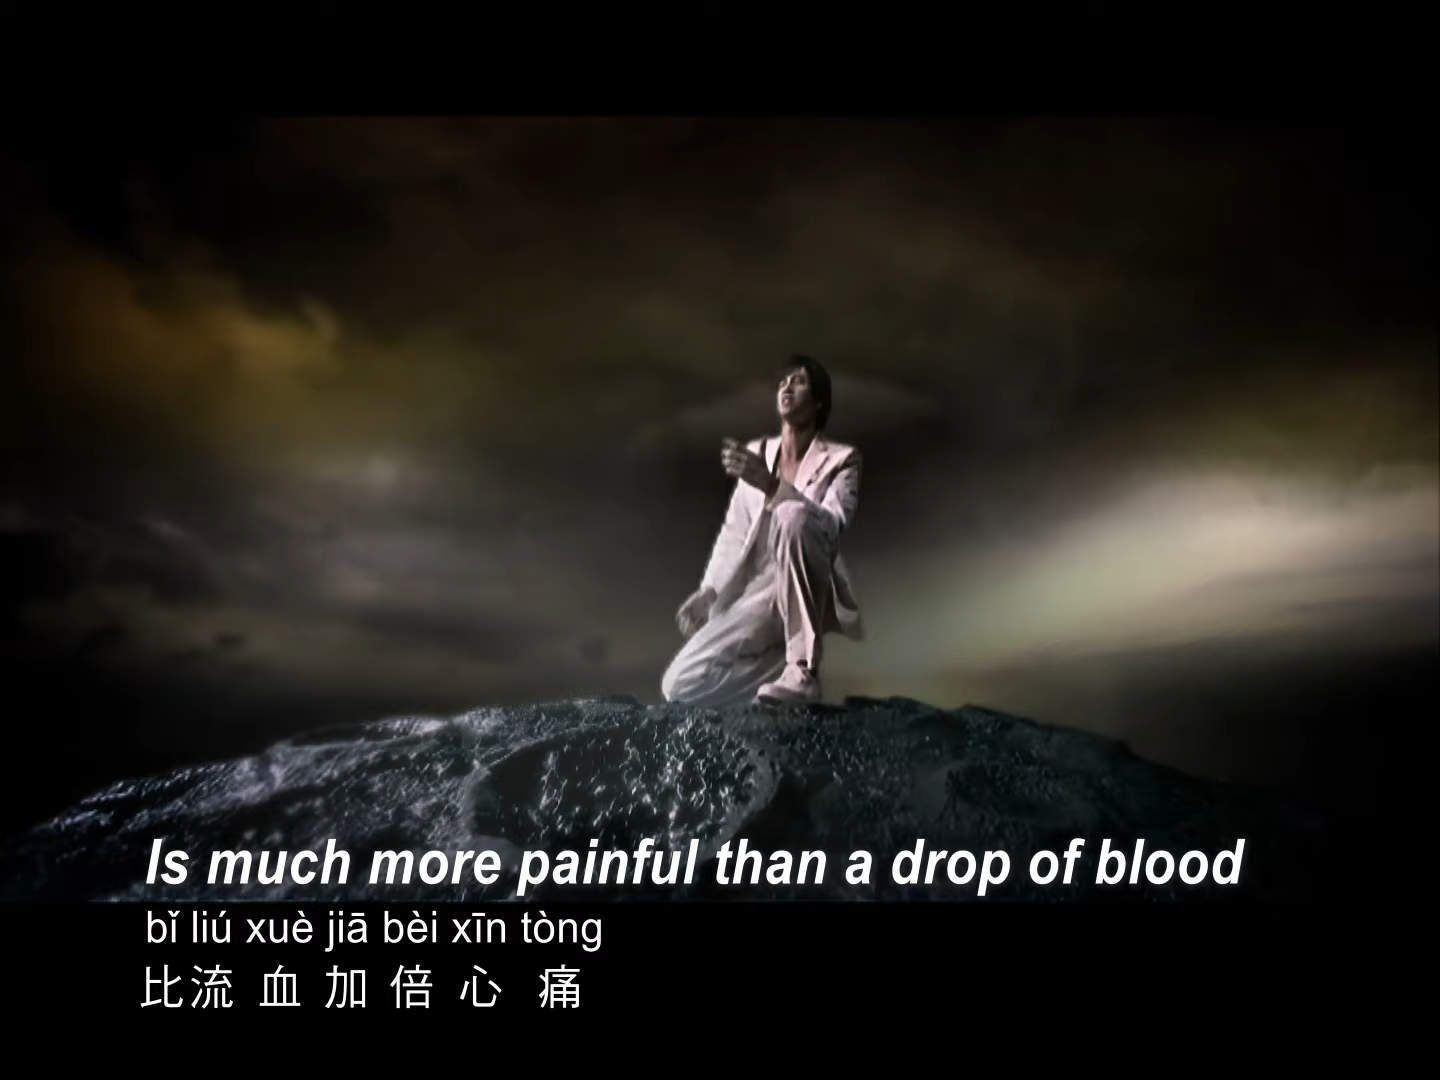 Is much more painful than a drop of blood
bǐ liú xuè jiā bèi xīn tòng
比流 血 加 倍 心 痛